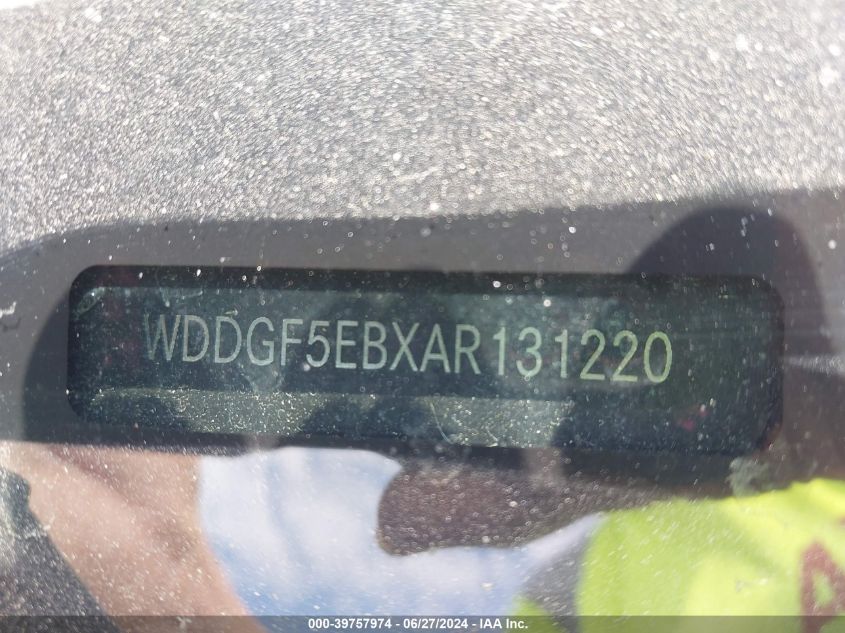 WDDGF5EBXAR131220
000-39757974 / 06/27/2024 - IAA Inc.